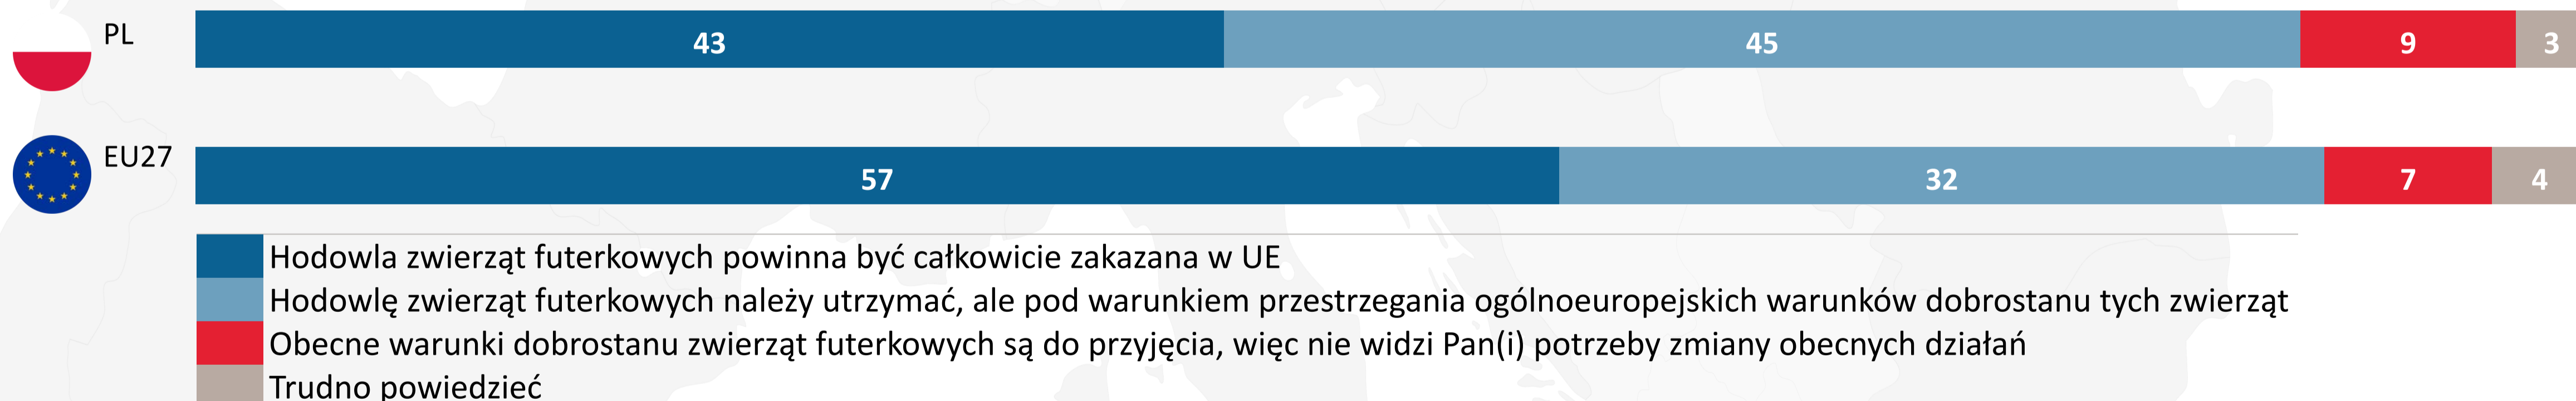 PL
43 45 9 3
EU27
57 32 7 4
Hodowla zwierząt futerkowych powinna być całkowicie zakazana w UE
Hodowlę zwierząt futerkowych należy utrzymać, ale pod warunkiem przestrzegania ogólnoeuropejskich warunków dobrostanu tych zwierząt
Obecne warunki dobrostanu zwierząt futerkowych są do przyjęcia, więc nie widzi Pan(i) potrzeby zmiany obecnych działań
Trudno powiedzieć